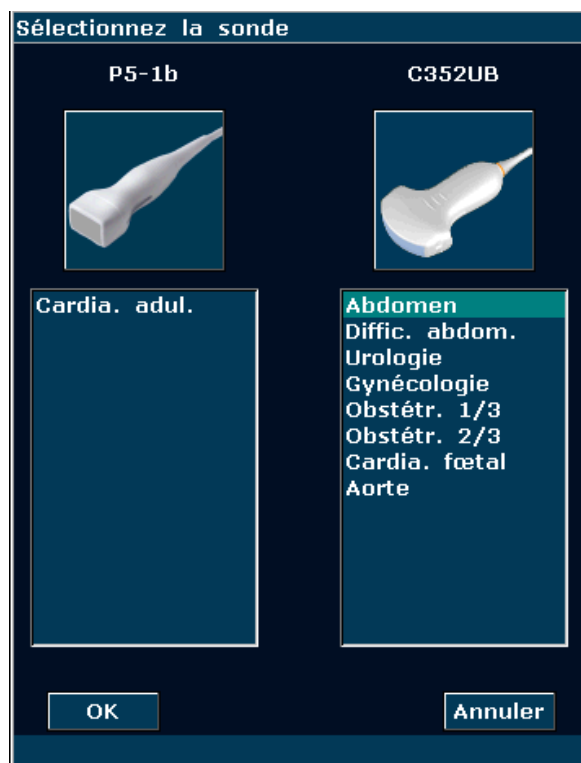 Sélectionnez la sonde
P5-1b
C352UB
Cardia. adul.
Abdomen
Diffic. abdom.
Urologie
Gynécologie
Obstétr. 1/3
Obstétr. 2/3
Cardia. fœtal
Aorte
OK
Annuler